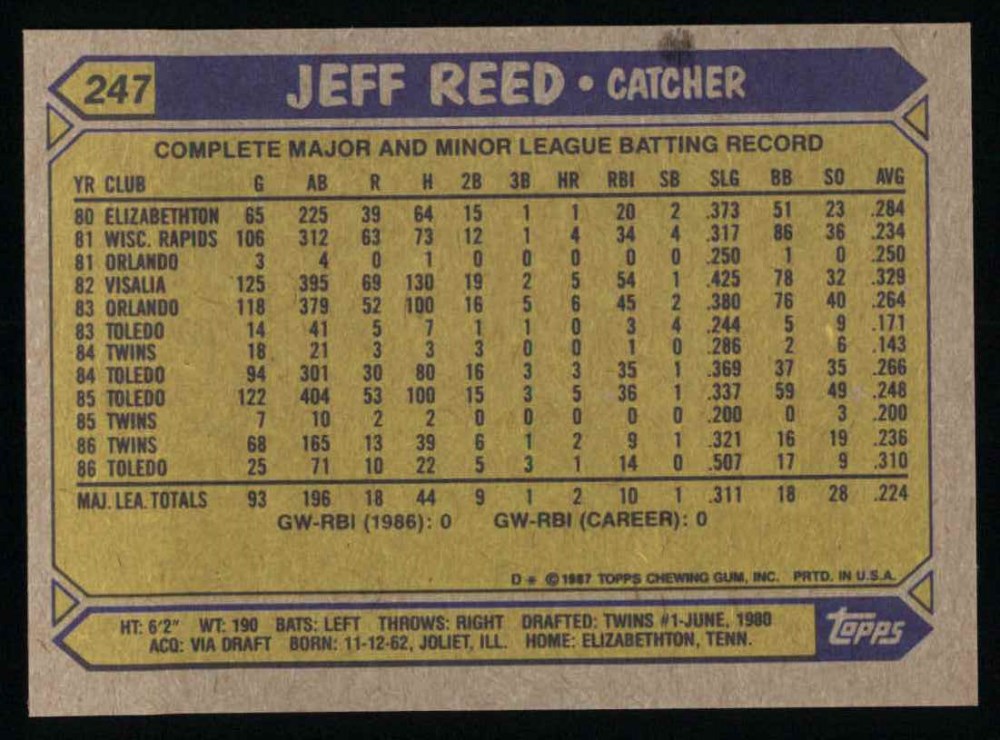 247 JEFF REED • CATCHER
COMPLETE MAJOR AND MINOR LEAGUE BATTING RECORD
YR CLUB G AB R H 2B 3B HR RBI SB SLG BB SO AVG
80 ELIZABETHTON 65 225 39 64 15 1 1 20 2 .373 51 23 .284
81 WISC. RAPIDS 106 312 63 73 12 1 4 34 4 .317 86 36 .234
81 ORLANDO 3 4 0 1 0 0 0 0 0 .250 1 0 .250
82 VISALIA 125 395 69 130 19 2 5 54 1 .425 78 32 .329
83 ORLANDO 118 379 52 100 16 5 6 45 2 .380 76 40 .264
83 TOLEDO 14 41 5 7 1 1 0 3 4 .244 5 9 .171
84 TWINS 18 21 3 3 3 0 0 1 0 .286 2 6 .143
84 TOLEDO 94 301 30 80 16 3 3 35 1 .369 37 35 .266
85 TOLEDO 122 404 53 100 15 3 5 36 1 .337 59 49 .248
85 TWINS 7 10 2 2 0 0 0 0 0 .200 0 3 .200
86 TWINS 68 165 13 39 6 1 2 9 1 .321 16 19 .236
86 TOLEDO 25 71 10 22 5 3 1 14 0 .507 17 9 .310
MAJ. LEA. TOTALS 93 196 18 44 9 1 2 10 1 .311 18 28 .224
GW-RBI (1986): 0 GW-RBI (CAREER): 0
D * © 1987 TOPPS CHEWING GUM, INC. PRTD. IN U.S.A.
HT: 6'2" WT: 190 BATS: LEFT THROWS: RIGHT DRAFTED: TWINS #1-JUNE, 1980
ACQ: VIA DRAFT BORN: 11-12-62, JOLIET, ILL. HOME: ELIZABETHTON, TENN.
topps